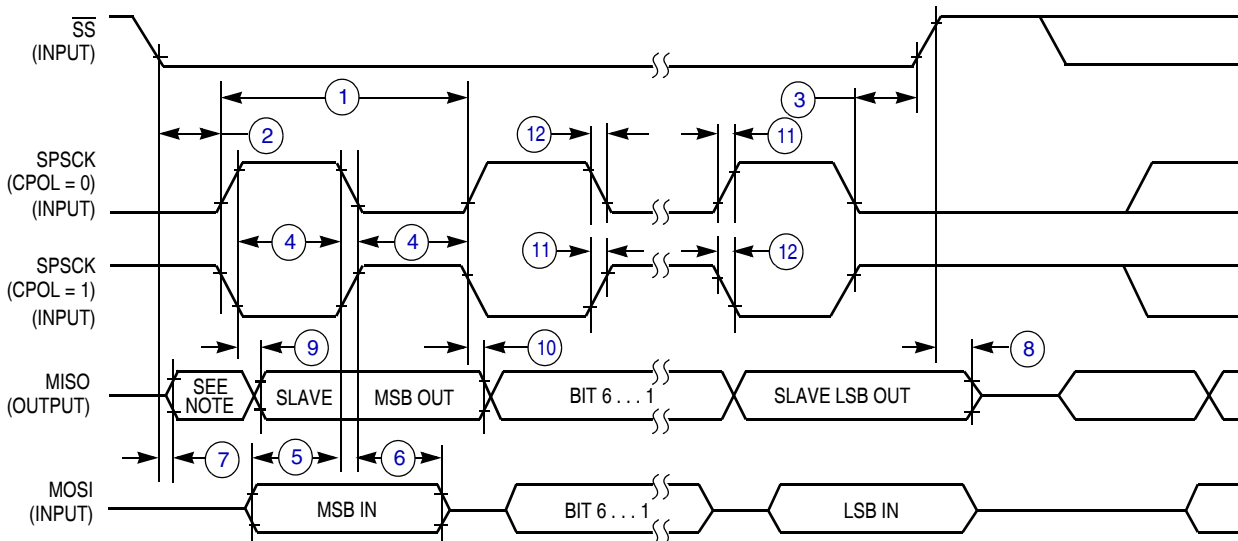 SS
(INPUT)
1
3
2
12
11
SPSCK
(CPOL = 0)
(INPUT)
4
4
11
12
SPSCK
(CPOL = 1)
(INPUT)
9
10
8
MISO
(OUTPUT)
SEE
NOTE
SLAVE
MSB OUT
BIT 6 . . . 1
SLAVE LSB OUT
7
5
6
MOSI
(INPUT)
MSB IN
BIT 6 . . . 1
LSB IN